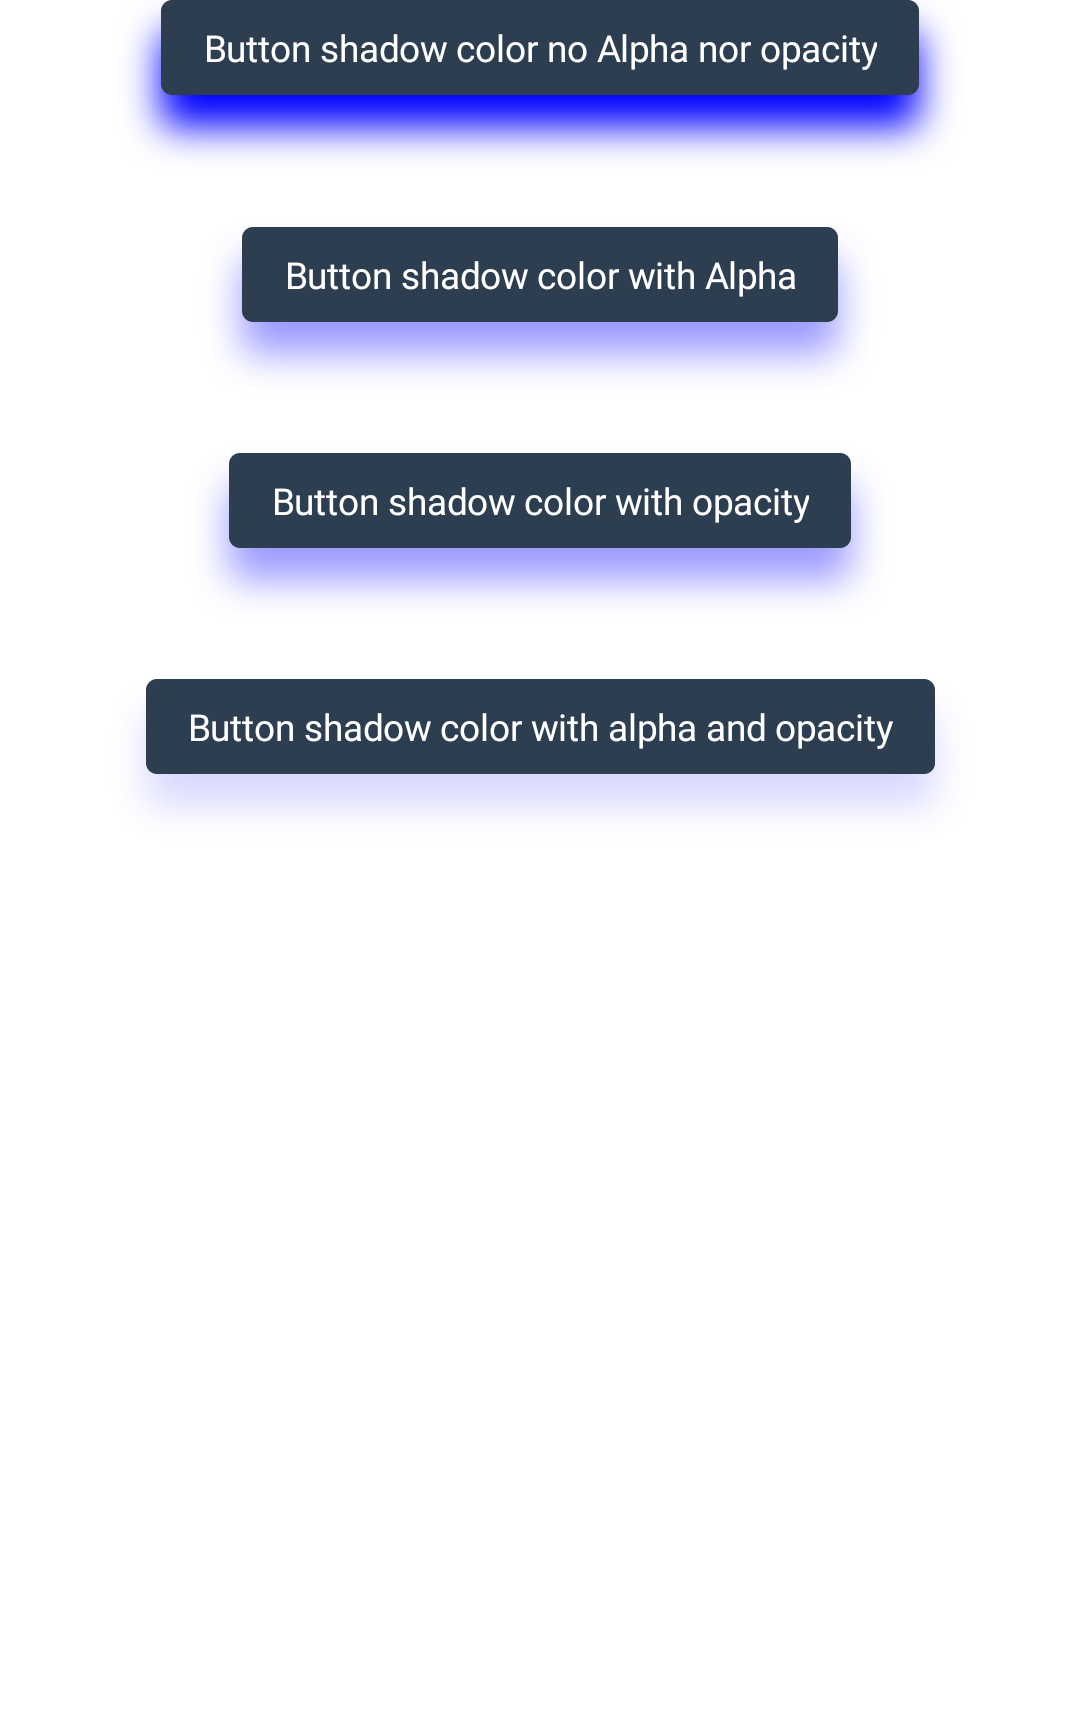 Button shadow color no Alpha nor opacity
Button shadow color with Alpha
Button shadow color with opacity
Button shadow color with alpha and opacity